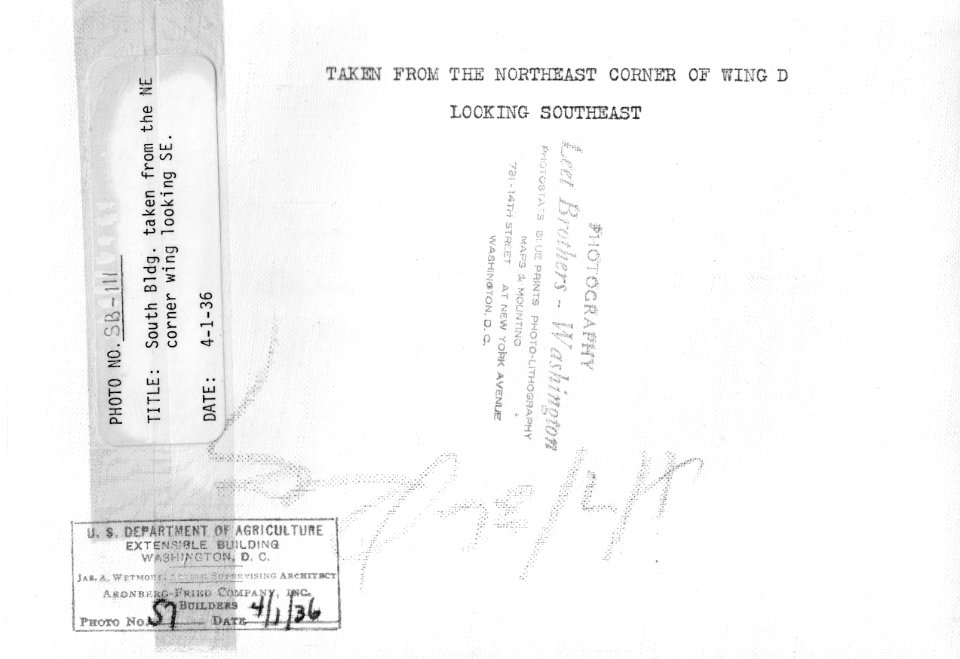 TAKEN FROM THE NORTHEAST CORNER OF WING D
LOOKING SOUTHEAST
PHOTO NO. SB-111
TITLE: South Bldg. taken from the NE
corner wing looking SE.
DATE: 4-1-36
PHOTOGRAPHY
Leet Brothers - Washington
PHOTOSTATS BLUE PRINTS PHOTO-LITHOGRAPHY
MAPS & MOUNTING
721 - 14TH STREET AT NEW YORK AVENUE
WASHINGTON, D. C.
U. S. DEPARTMENT OF AGRICULTURE
EXTENSIBLE BUILDING
WASHINGTON, D. C.
JAS. A. WETMORE, ACTING SUPERVISING ARCHITECT
ARONBERG-FRIED COMPANY, INC.
BUILDERS
PHOTO NO. 57 DATE 4/1/36